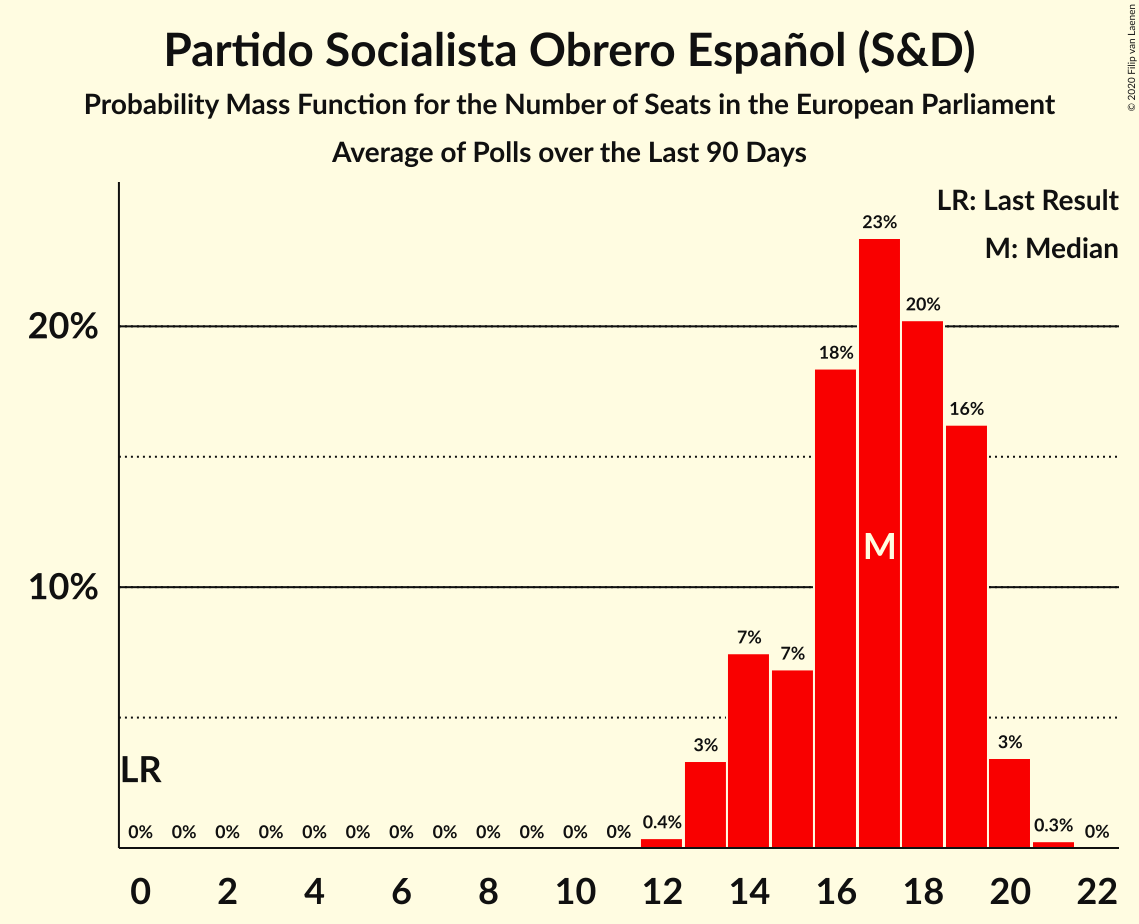 Partido Socialista Obrero Español (S&D)
Probability Mass Function for the Number of Seats in the European Parliament
Average of Polls over the Last 90 Days
© 2020 Filip van Laenen
LR: Last Result
M: Median
23%
20%
20%
18%
16%
M
10%
7%
7%
3%
3%
LR
0% 0% 0% 0% 0% 0% 0% 0% 0% 0% 0% 0% 0.4% 0.3% 0%
0 2 4 6 8 10 12 14 16 18 20 22